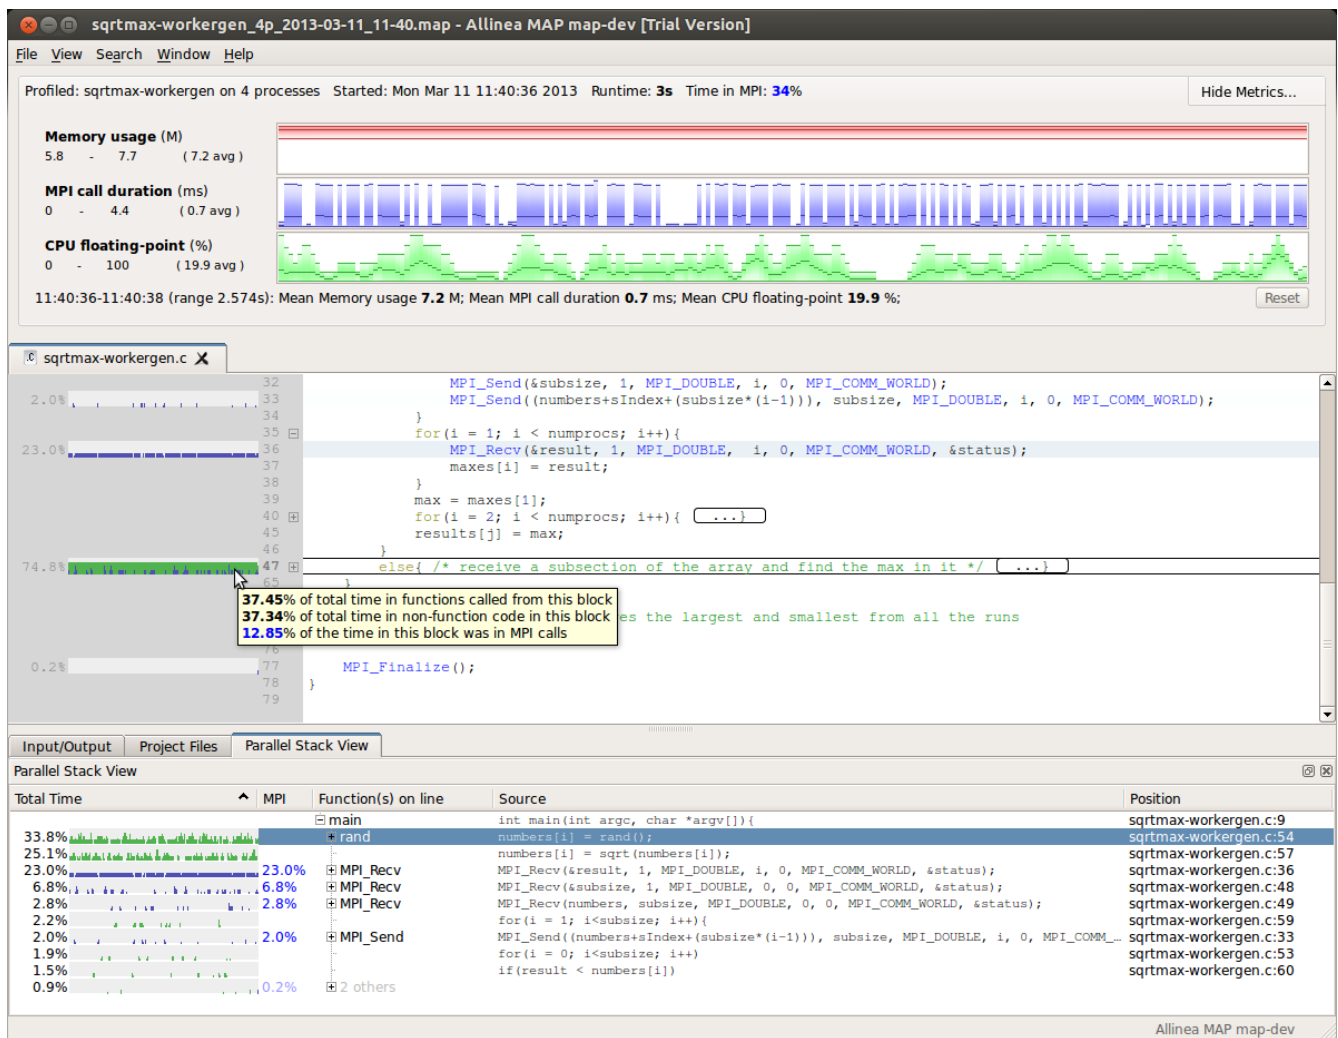 sqrtmax-workergen_4p_2013-03-11_11-40.map - Allinea MAP map-dev [Trial Version]
File View Search Window Help
Profiled: sqrtmax-workergen on 4 processes Started: Mon Mar 11 11:40:36 2013 Runtime: 3s Time in MPI: 34%
Hide Metrics...
Memory usage (M)
5.8 - 7.7 ( 7.2 avg )
MPI call duration (ms)
0 - 4.4 ( 0.7 avg )
CPU floating-point (%)
0 - 100 ( 19.9 avg )
11:40:36-11:40:38 (range 2.574s): Mean Memory usage 7.2 M; Mean MPI call duration 0.7 ms; Mean CPU floating-point 19.9 %;
Reset
.c sqrtmax-workergen.c X
32 MPI_Send(&subsize, 1, MPI_DOUBLE, i, 0, MPI_COMM_WORLD);
2.0% 33 MPI_Send((numbers+sIndex+(subsize*(i-1))), subsize, MPI_DOUBLE, i, 0, MPI_COMM_WORLD);
34 }
35 for(i = 1; i < numprocs; i++){
23.0% 36 MPI_Recv(&result, 1, MPI_DOUBLE, i, 0, MPI_COMM_WORLD, &status);
37 maxes[i] = result;
38 }
39 max = maxes[1];
40 for(i = 2; i < numprocs; i++){ ...}
45 results[j] = max;
46 }
74.8% 47 else{ /* receive a subsection of the array and find the max in it */ ...}
65 }
37.45% of total time in functions called from this block
37.34% of total time in non-function code in this block
es the largest and smallest from all the runs
12.85% of the time in this block was in MPI calls
76
0.2% 77 MPI_Finalize();
78 }
79
Input/Output Project Files Parallel Stack View
Parallel Stack View
Total Time MPI Function(s) on line Source Position
main int main(int argc, char *argv[]){ sqrtmax-workergen.c:9
33.8% rand numbers[i] = rand(); sqrtmax-workergen.c:54
25.1% numbers[i] = sqrt(numbers[i]); sqrtmax-workergen.c:57
23.0% 23.0% MPI_Recv MPI_Recv(&result, 1, MPI_DOUBLE, i, 0, MPI_COMM_WORLD, &status); sqrtmax-workergen.c:36
6.8% 6.8% MPI_Recv MPI_Recv(&subsize, 1, MPI_DOUBLE, 0, 0, MPI_COMM_WORLD, &status); sqrtmax-workergen.c:48
2.8% 2.8% MPI_Recv MPI_Recv(numbers, subsize, MPI_DOUBLE, 0, 0, MPI_COMM_WORLD, &status); sqrtmax-workergen.c:49
2.2% for(i = 1; i<subsize; i++){ sqrtmax-workergen.c:59
2.0% 2.0% MPI_Send MPI_Send((numbers+sIndex+(subsize*(i-1))), subsize, MPI_DOUBLE, i, 0, MPI_COMM_... sqrtmax-workergen.c:33
1.9% for(i = 0; i<subsize; i++) sqrtmax-workergen.c:53
1.5% if(result < numbers[i]) sqrtmax-workergen.c:60
0.9% 0.2% 2 others
Allinea MAP map-dev